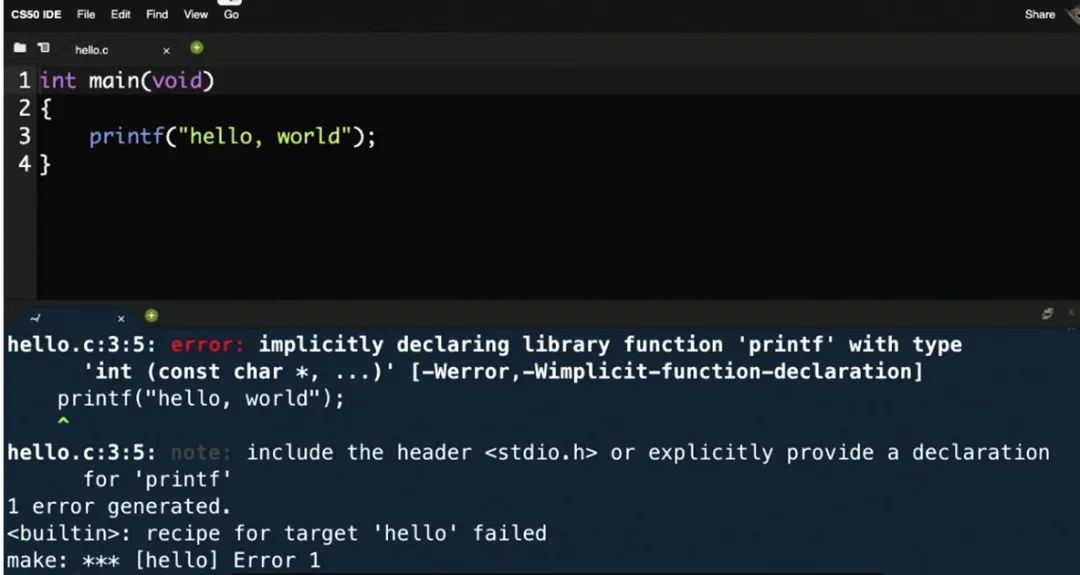 CS50 IDE File Edit Find View Go Share
hello.c x
1 int main(void)
2 {
3     printf("hello, world");
4 }
~/ x
hello.c:3:5: error: implicitly declaring library function 'printf' with type
      'int (const char *, ...)' [-Werror,-Wimplicit-function-declaration]
    printf("hello, world");
    ^
hello.c:3:5: note: include the header <stdio.h> or explicitly provide a declaration
      for 'printf'
1 error generated.
<builtin>: recipe for target 'hello' failed
make: *** [hello] Error 1